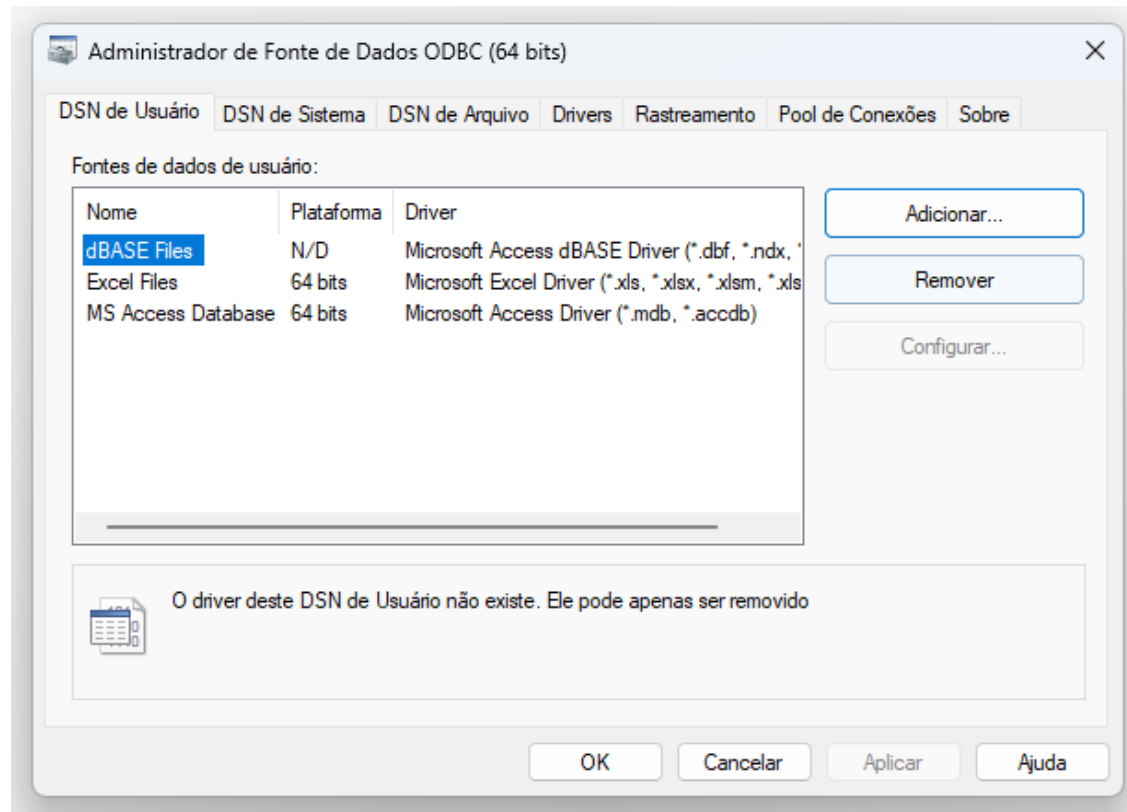 Administrador de Fonte de Dados ODBC (64 bits)
DSN de Usuário DSN de Sistema DSN de Arquivo Drivers Rastreamento Pool de Conexões Sobre
Fontes de dados de usuário:
Nome Plataforma Driver
dBASE Files N/D Microsoft Access dBASE Driver (*.dbf, *.ndx, *
Excel Files 64 bits Microsoft Excel Driver (*.xls, *.xlsx, *.xlsm, *.xls
MS Access Database 64 bits Microsoft Access Driver (*.mdb, *.accdb)
Adicionar...
Remover
Configurar...
O driver deste DSN de Usuário não existe. Ele pode apenas ser removido
OK Cancelar Aplicar Ajuda